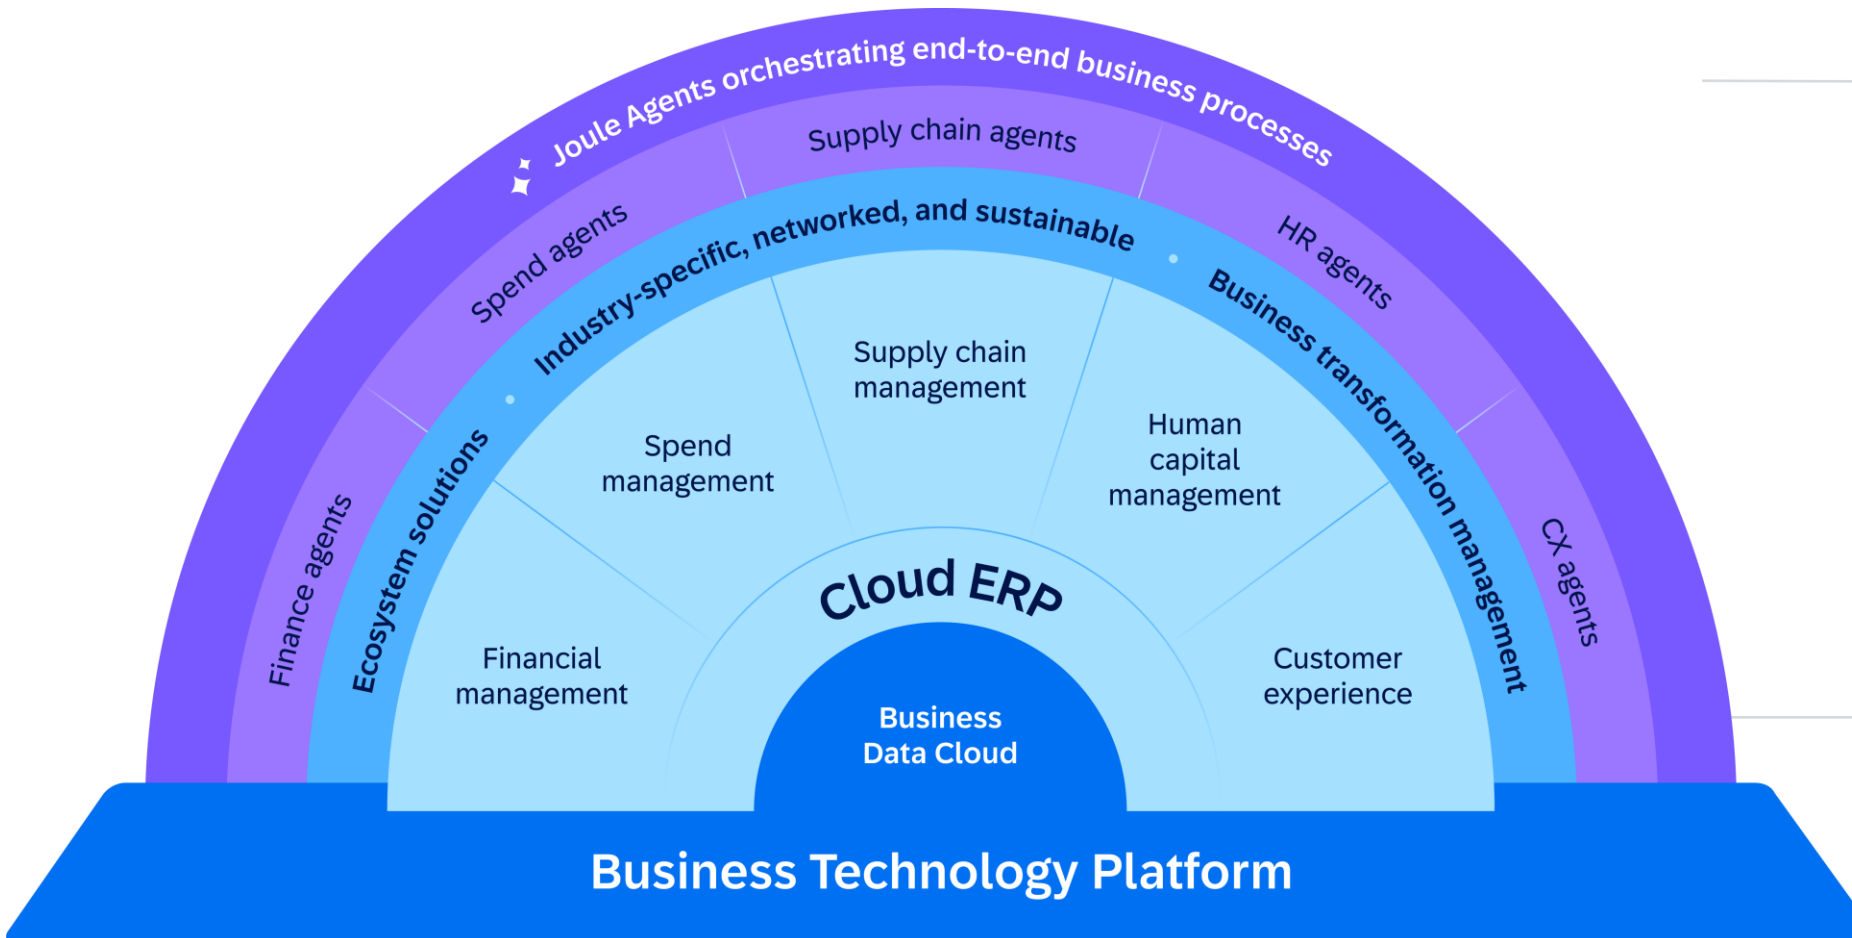 Joule Agents orchestrating end-to-end business processes
Finance agents
Spend agents
Supply chain agents
HR agents
CX agents
Ecosystem solutions • Industry-specific, networked, and sustainable • Business transformation management
Financial
management
Spend
management
Supply chain
management
Human
capital
management
Customer
experience
Cloud ERP
Business
Data Cloud
Business Technology Platform